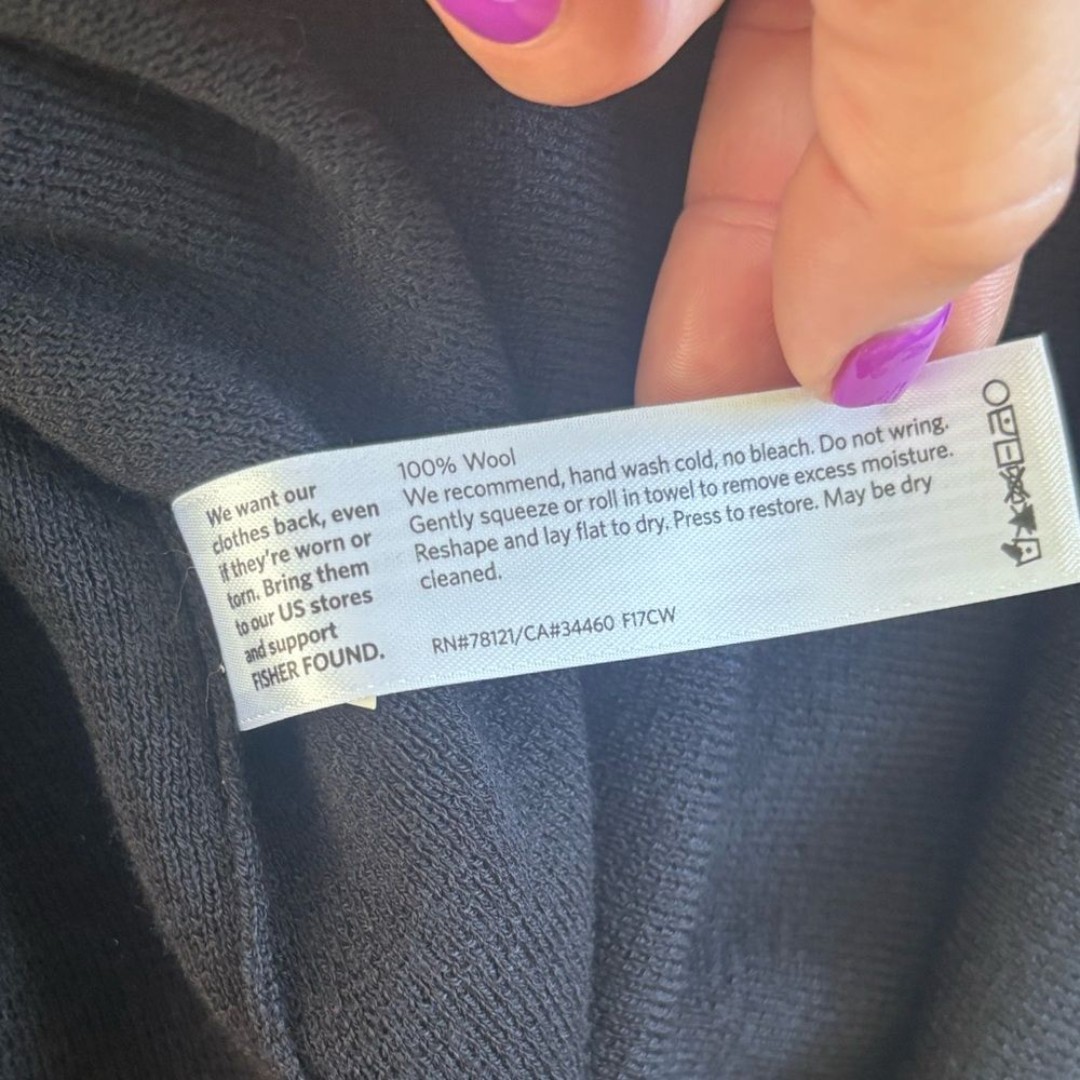 We want our
clothes back, even
if they're worn or
torn. Bring them
to our US stores
and support
FISHER FOUND.
100% Wool
We recommend, hand wash cold, no bleach. Do not wring.
Gently squeeze or roll in towel to remove excess moisture.
Reshape and lay flat to dry. Press to restore. May be dry
cleaned.
RN#78121/CA#34460 F17CW